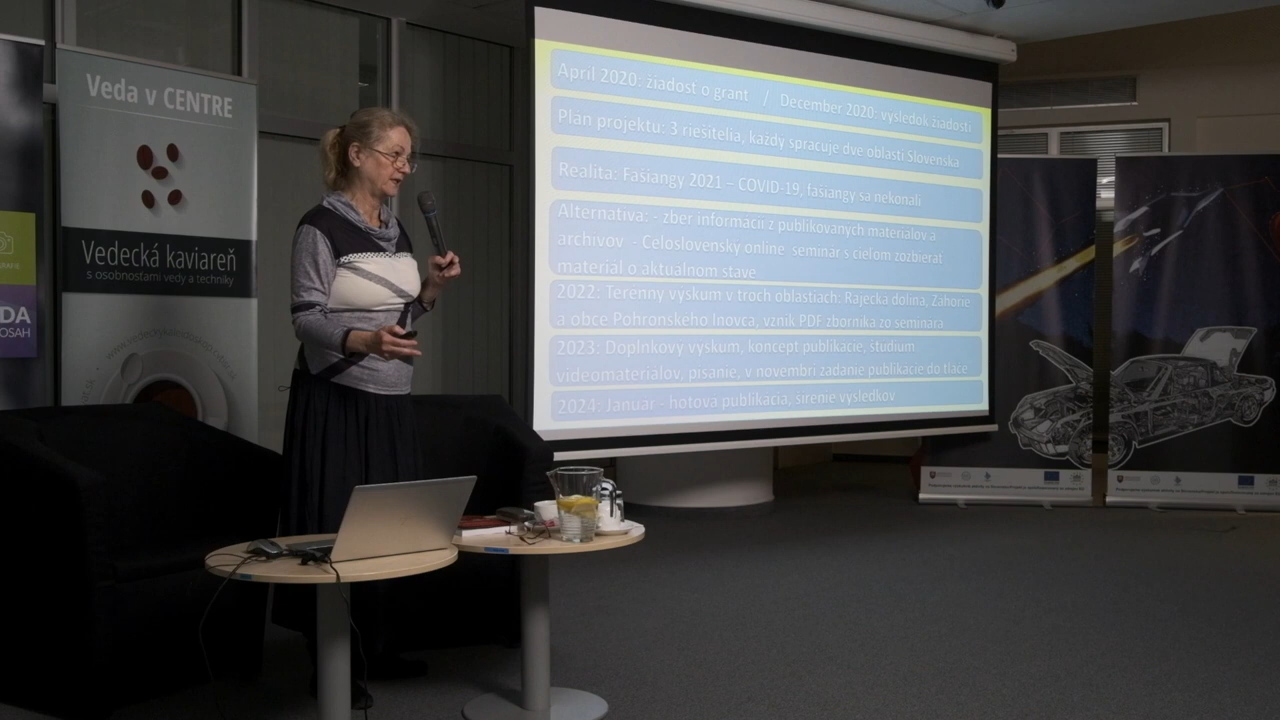 Veda v CENTRE
Vedecká kaviareň
s osobnosťami vedy a techniky
DA
OSAH
April 2020: žiadosť o grant / December 2020: výsledok žiadosti
Plán projektu: 3 riešitelia, každý spracuje dve oblasti Slovenska
Realita: Fašiangy 2021 – COVID-19, fašiangy sa nekonali
Alternatíva: - zber informácií z publikovaných materiálov a
archívov - Celoslovenský online seminár s cieľom zozbierať
materiál o aktuálnom stave
2022: Terénny výskum v troch oblastiach: Rajecká dolina, Záhorie
a obce Pohronského Inovca, vznik PDF zborníka zo seminára
2023: Doplnkový výskum, koncept publikácie, štúdium
videomateriálov, písanie, v novembri zadanie publikácie do tlače
2024: Január - hotová publikácia, šírenie výsledkov